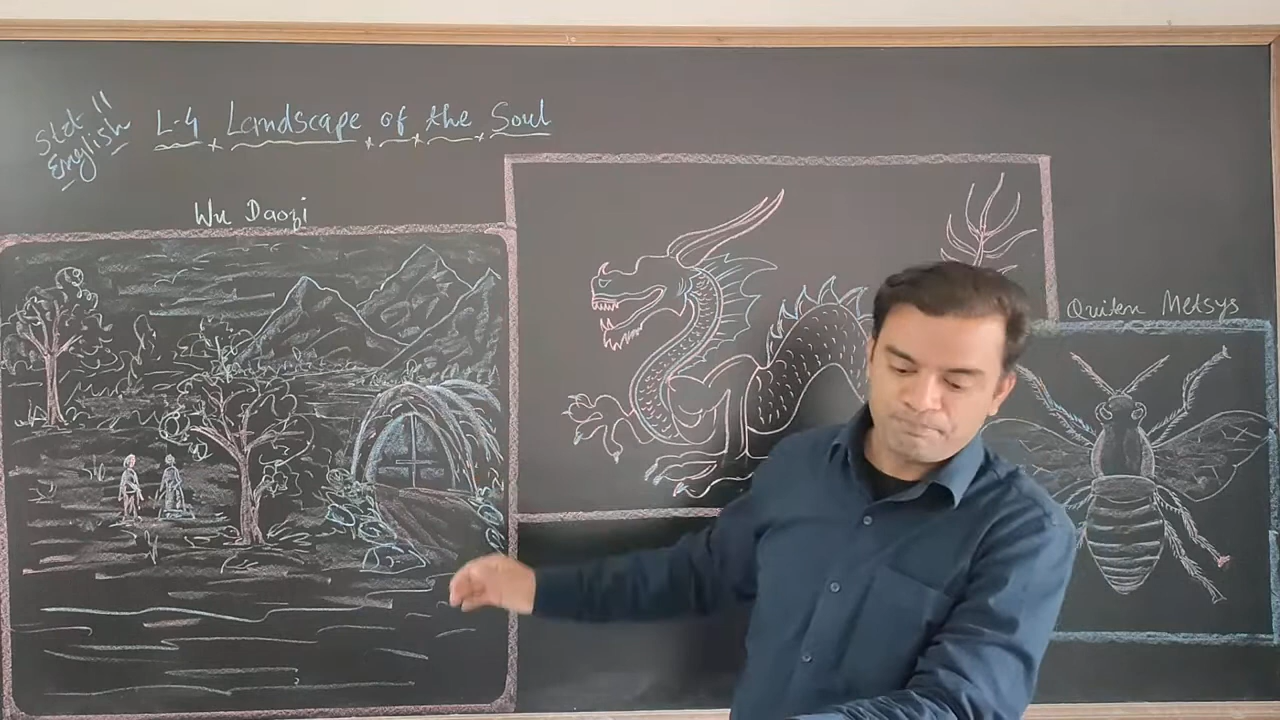 Std 11
English
L-4 Landscape of the Soul
Wu Daozi
Quiten Metsys